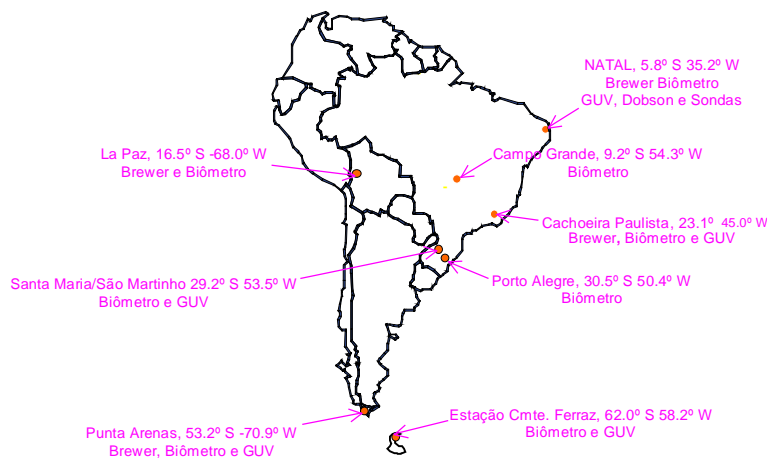 NATAL, 5.8º S 35.2º W
Brewer Biômetro
GUV, Dobson e Sondas
La Paz, 16.5º S -68.0º W
Brewer e Biômetro
Campo Grande, 9.2º S 54.3º W
Biômetro
Cachoeira Paulista, 23.1º 45.0º W
Brewer, Biômetro e GUV
Santa Maria/São Martinho 29.2º S 53.5º W
Biômetro e GUV
Porto Alegre, 30.5º S 50.4º W
Biômetro
Estação Cmte. Ferraz, 62.0º S 58.2º W
Biômetro e GUV
Punta Arenas, 53.2º S -70.9º W
Brewer, Biômetro e GUV